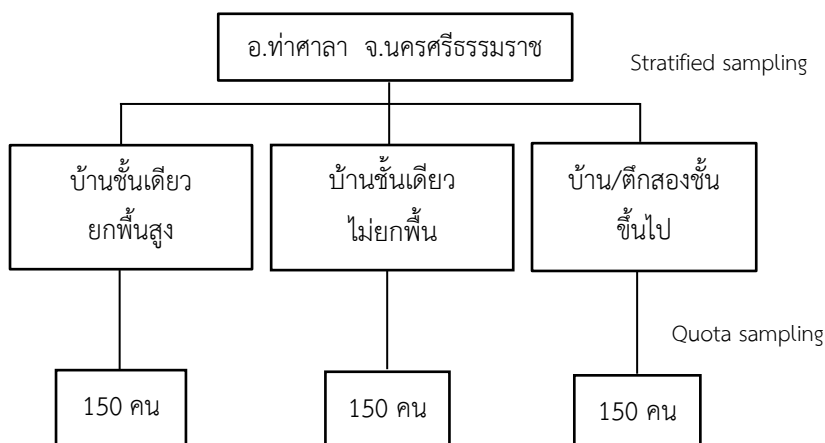 อ.ท่าศาลา จ.นครศรีธรรมราช
Stratified sampling
บ้านชั้นเดียว
ยกพื้นสูง
บ้านชั้นเดียว
ไม่ยกพื้น
บ้าน/ตึกสองชั้น
ขึ้นไป
Quota sampling
150 คน
150 คน
150 คน